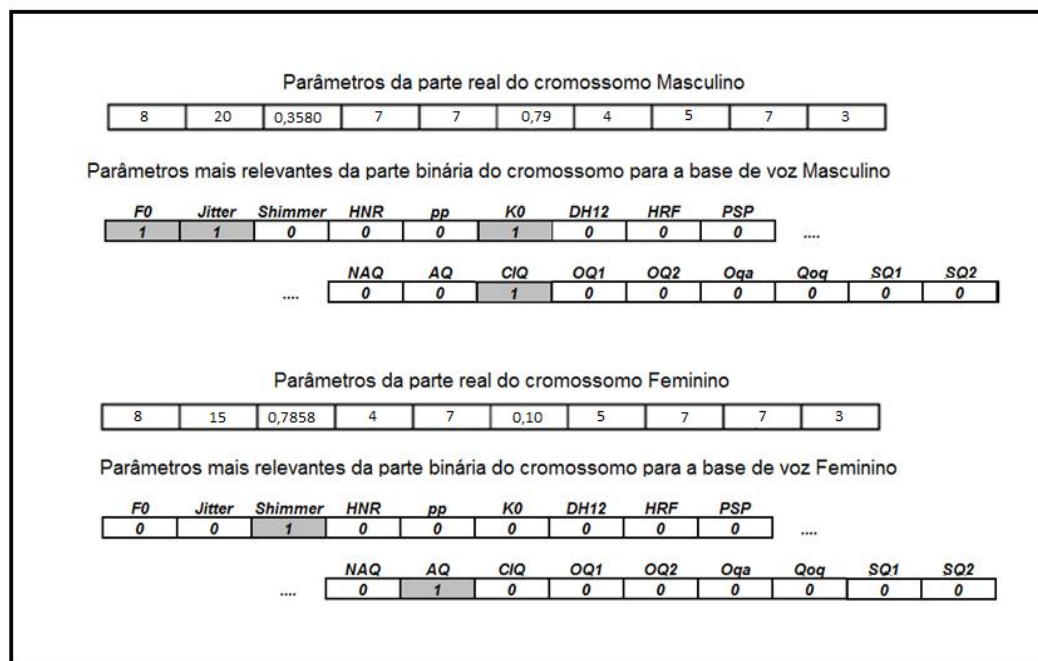 Parâmetros da parte real do cromossomo Masculino
8 20 0,3580 7 7 0,79 4 5 7 3
Parâmetros mais relevantes da parte binária do cromossomo para a base de voz Masculino
F0 Jitter Shimmer HNR pp K0 DH12 HRF PSP
1 1 0 0 0 1 0 0 0 ....
NAQ AQ ClQ OQ1 OQ2 Oqa Qoq SQ1 SQ2
.... 0 0 1 0 0 0 0 0 0
Parâmetros da parte real do cromossomo Feminino
8 15 0,7858 4 7 0,10 5 7 7 3
Parâmetros mais relevantes da parte binária do cromossomo para a base de voz Feminino
F0 Jitter Shimmer HNR pp K0 DH12 HRF PSP
0 0 1 0 0 0 0 0 0 ....
NAQ AQ ClQ OQ1 OQ2 Oqa Qoq SQ1 SQ2
.... 0 1 0 0 0 0 0 0 0